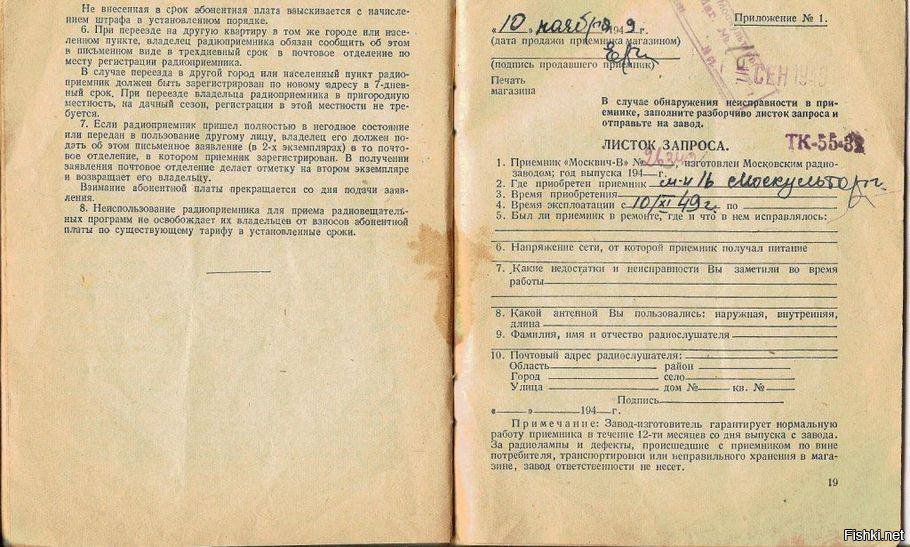 Не внесенная в срок абонентная плата взыскивается с начисле-
нием штрафа в установленном порядке.
6. При переезде на другую квартиру в том же городе или насе-
ленном пункте, владелец радиоприемника обязан сообщить об этом
в письменном виде в трехдневный срок в почтовое отделение по
месту регистрации радиоприемника.
В случае переезда в другой город или населенный пункт радио-
приемник должен быть зарегистрирован по новому адресу в 7-днев-
ный срок. При переезде владельца радиоприемника в пригородную
местность, на дачный сезон, регистрация в этой местности не тре-
буется.
7. Если радиоприемник пришел полностью в негодное состояние
или передан в пользование другому лицу, владелец его должен по-
дать об этом письменное заявление (в 2-х экземплярах) в то почто-
вое отделение, в котором приемник зарегистрирован. В получении
заявления почтовое отделение делает отметку на втором экземпляре
и возвращает его владельцу.
Взимание абонентной платы прекращается со дня подачи заяв-
ления.
8. Неиспользование радиоприемника для приема радиовещатель-
ных программ не освобождает их владельцев от взносов абонентной
платы по существующему тарифу в установленные сроки.
Приложение № 1.
„10" ноября 1949 г.
(дата продажи приемника магазином)
(подпись продавшего приемник)
Печать
магазина
СЕН
В случае обнаружения неисправности в при-
емнике, заполните разборчиво листок запроса и
отправьте на завод.
ЛИСТОК ЗАПРОСА.
ТК-55-32
1. Приемник «Москвич-В» № изготовлен Московским радио-
заводом; год выпуска 194 г.
2. Где приобретен приемник м-н 16 Москультторг.
3. Время приобретения
4. Время эксплоатации с 10/XI 49 г. по
5. Был ли приемник в ремонте, где и что в нем исправлялось:
6. Напряжение сети, от которой приемник получал питание
7. Какие недостатки и неисправности Вы заметили во время
работы
8. Какой антенной Вы пользовались: наружная, внутренняя,
длина
9. Фамилия, имя и отчество радиослушателя
10. Почтовый адрес радиослушателя:
Область район
Город село
Улица дом № кв. №
Подпись
« » 194 г.
Примечание: Завод-изготовитель гарантирует нормальную
работу приемника в течение 12-ти месяцев со дня выпуска с завода.
За радиолампы и дефекты, происшедшие с приемником по вине
потребителя, транспортировки или неправильного хранения в мага-
зине, завод ответственности не несет.
19
Fishki.net